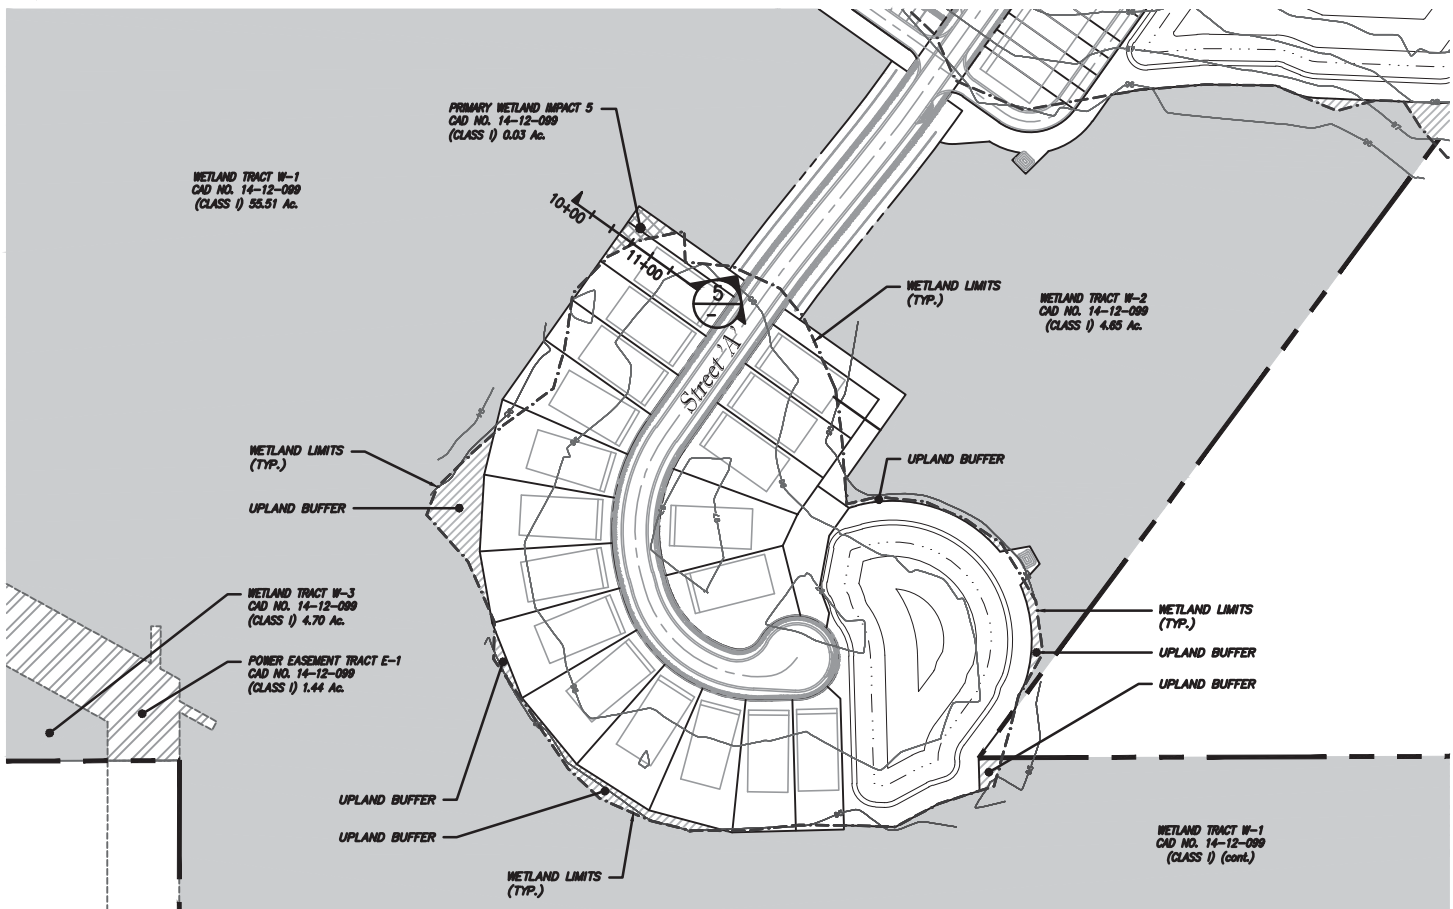 PRIMARY WETLAND IMPACT 5
CAD NO. 14-12-099
(CLASS I) 0.03 Ac.
WETLAND TRACT W-1
CAD NO. 14-12-099
(CLASS I) 55.51 Ac.
10+00
11+00
5
-
Street 'A'
WETLAND LIMITS
(TYP.)
WETLAND TRACT W-2
CAD NO. 14-12-099
(CLASS I) 4.65 Ac.
WETLAND LIMITS
(TYP.)
UPLAND BUFFER
UPLAND BUFFER
WETLAND TRACT W-3
CAD NO. 14-12-099
(CLASS I) 4.70 Ac.
POWER EASEMENT TRACT E-1
CAD NO. 14-12-099
(CLASS I) 1.44 Ac.
WETLAND LIMITS
(TYP.)
UPLAND BUFFER
UPLAND BUFFER
UPLAND BUFFER
UPLAND BUFFER
WETLAND LIMITS
(TYP.)
WETLAND TRACT W-1
CAD NO. 14-12-099
(CLASS I) (cont.)